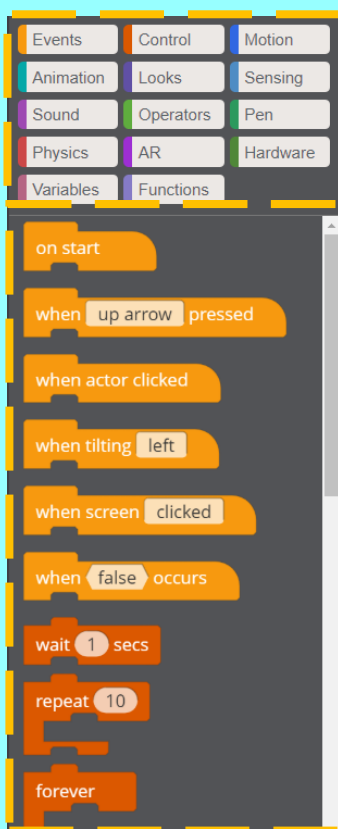 Events Control Motion
Animation Looks Sensing
Sound Operators Pen
Physics AR Hardware
Variables Functions
on start
when up arrow pressed
when actor clicked
when tilting left
when screen clicked
when false occurs
wait 1 secs
repeat 10
forever